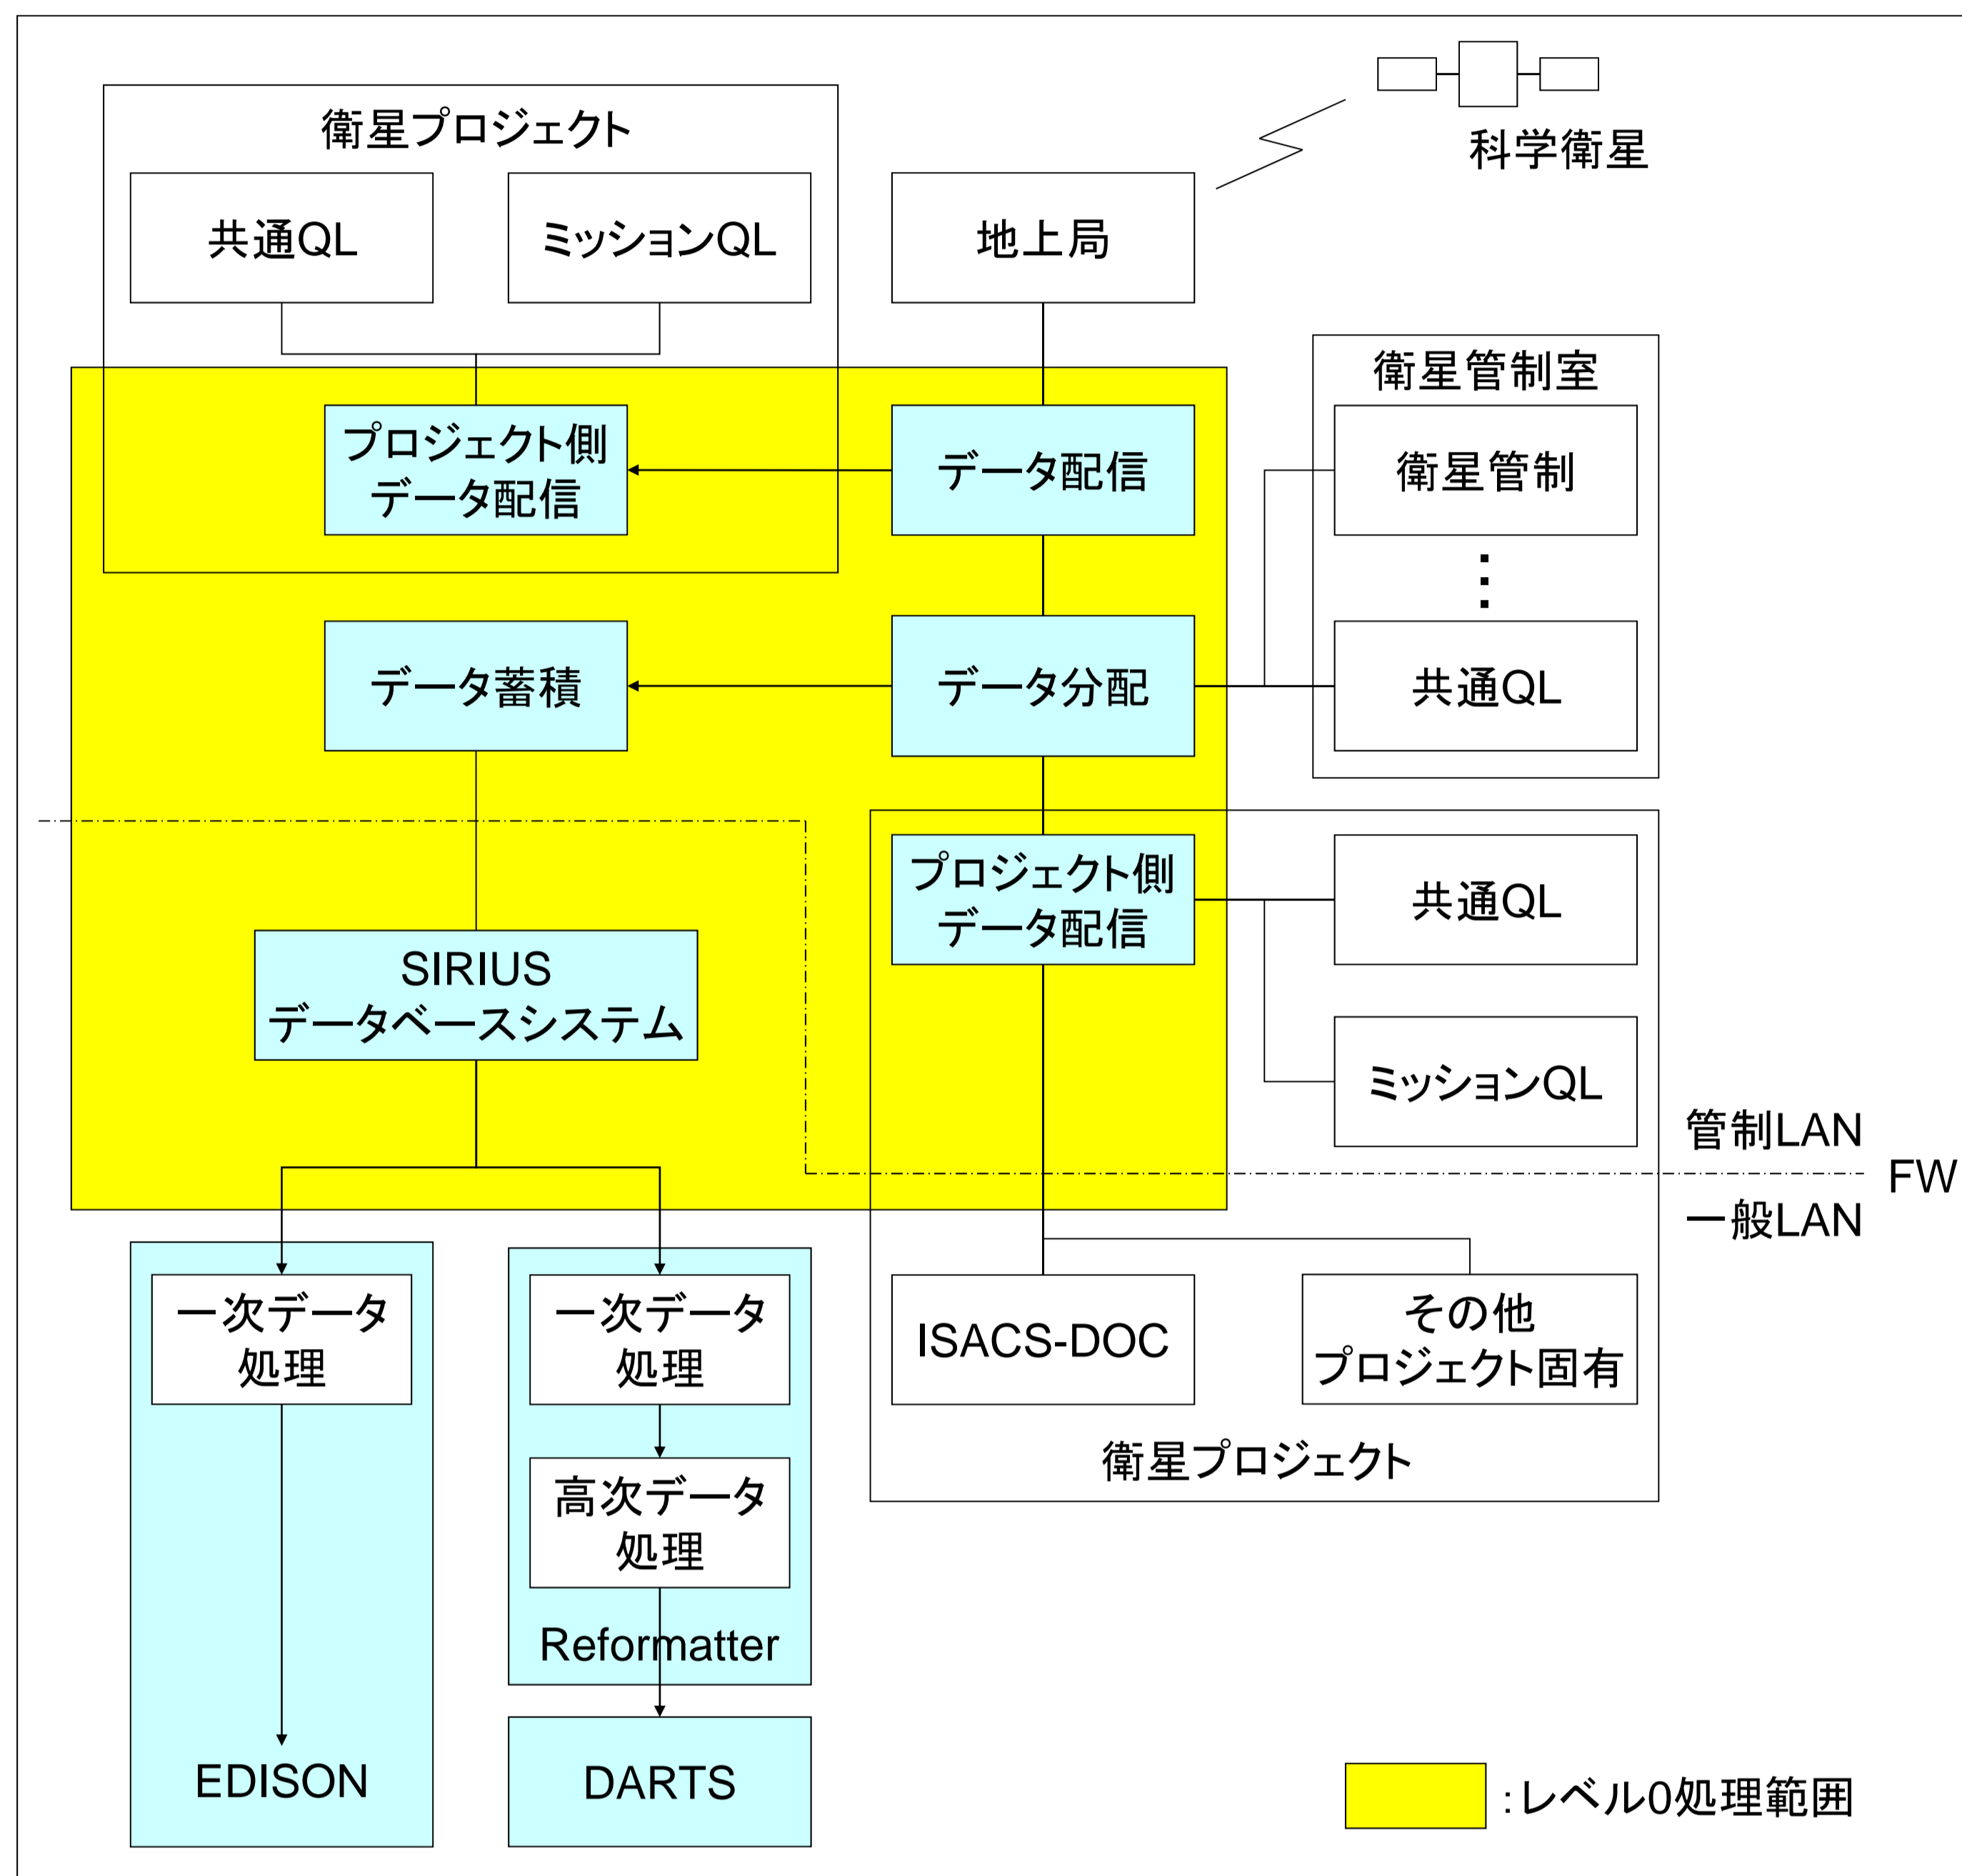 衛星プロジェクト
科学衛星
共通QL
ミッションQL
地上局
衛星管制室
プロジェクト側
データ配信
データ配信
衛星管制
データ蓄積
データ分配
共通QL
プロジェクト側
データ配信
共通QL
SIRIUS
データベースシステム
ミッションQL
管制LAN
FW
一般LAN
一次データ
処理
一次データ
処理
ISACS-DOC
その他
プロジェクト固有
衛星プロジェクト
高次データ
処理
Reformatter
EDISON
DARTS
:レベル0処理範囲